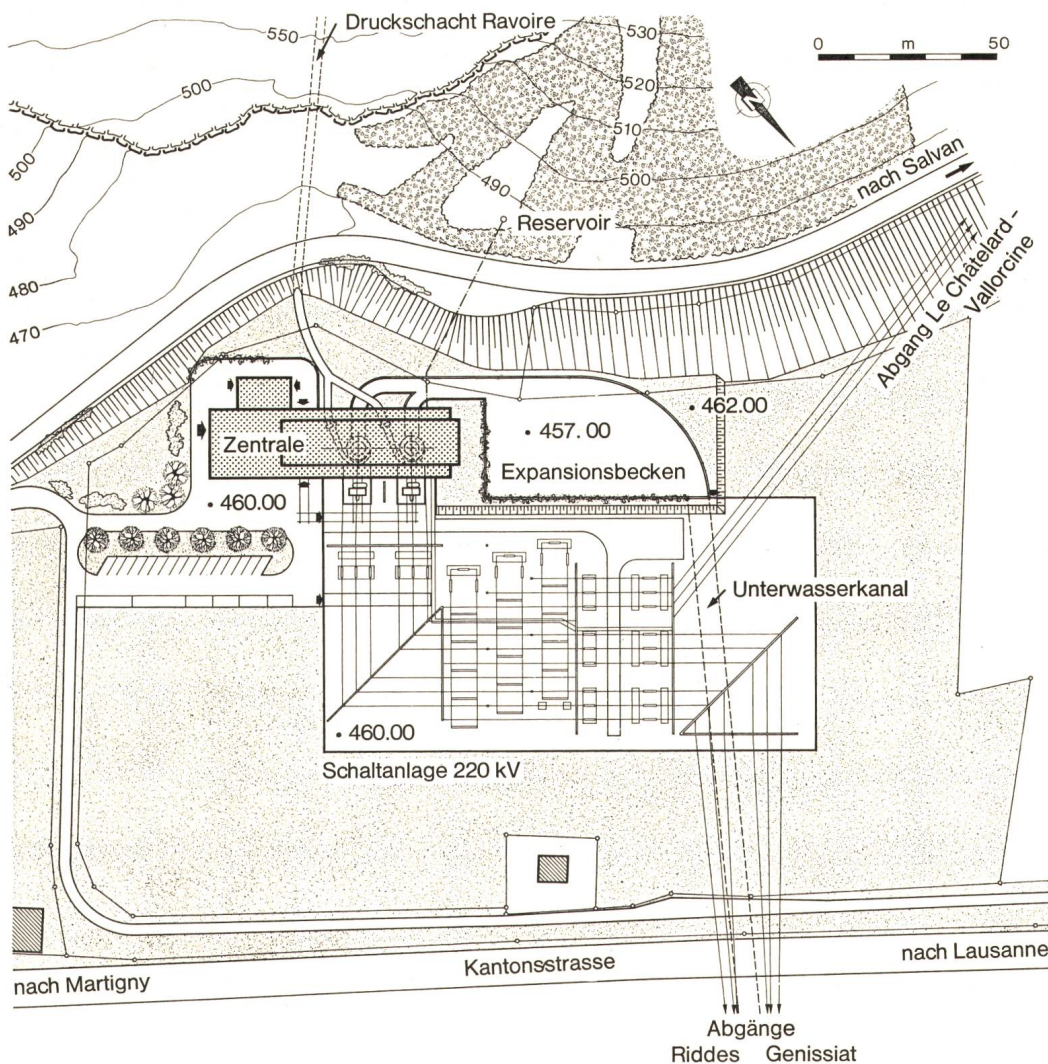 Druckschacht Ravoire
0 m 50
550
530
520
510
500
500
490
500
490
480
470
N
nach Salvan
Reservoir
Abgang Le Châtelard-
Vallorcine
462.00
457.00
Zentrale
Expansionsbecken
460.00
Unterwasserkanal
460.00
Schaltanlage 220 kV
nach Martigny
Kantonsstrasse
nach Lausanne
Abgänge
Riddes Genissiat